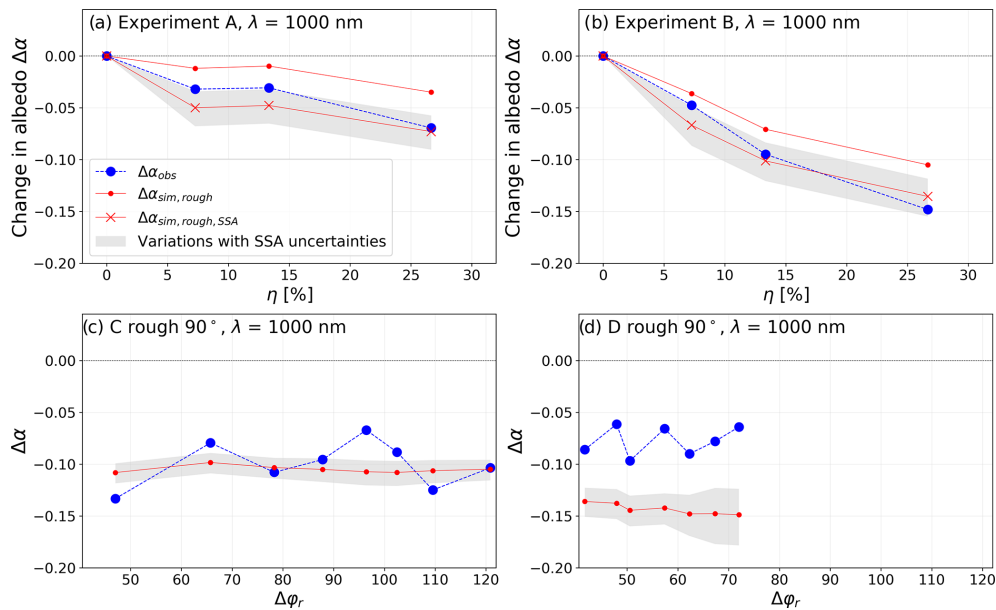 (a) Experiment A, λ = 1000 nm
Change in albedo Δα
0.00
−0.05
−0.10
−0.15
−0.20
Δα_obs
Δα_sim,rough
Δα_sim,rough,SSA
Variations with SSA uncertainties
0 5 10 15 20 25 30
η [%]
(b) Experiment B, λ = 1000 nm
Change in albedo Δα
0.00
−0.05
−0.10
−0.15
−0.20
0 5 10 15 20 25 30
η [%]
(c) C rough 90°, λ = 1000 nm
Δα
0.00
−0.05
−0.10
−0.15
−0.20
50 60 70 80 90 100 110 120
Δφ_r
(d) D rough 90°, λ = 1000 nm
Δα
0.00
−0.05
−0.10
−0.15
−0.20
50 60 70 80 90 100 110 120
Δφ_r